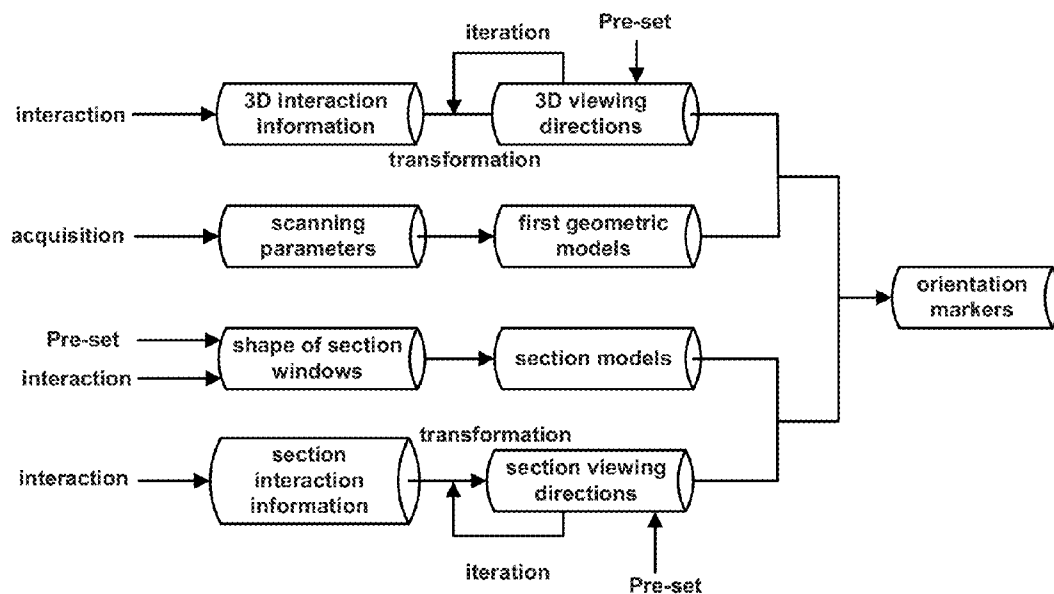 iteration
Pre-set
interaction
3D interaction
information
3D viewing
directions
transformation
acquisition
scanning
parameters
first geometric
models
orientation
markers
Pre-set
interaction
shape of section
windows
section models
transformation
interaction
section
interaction
information
section viewing
directions
iteration
Pre-set